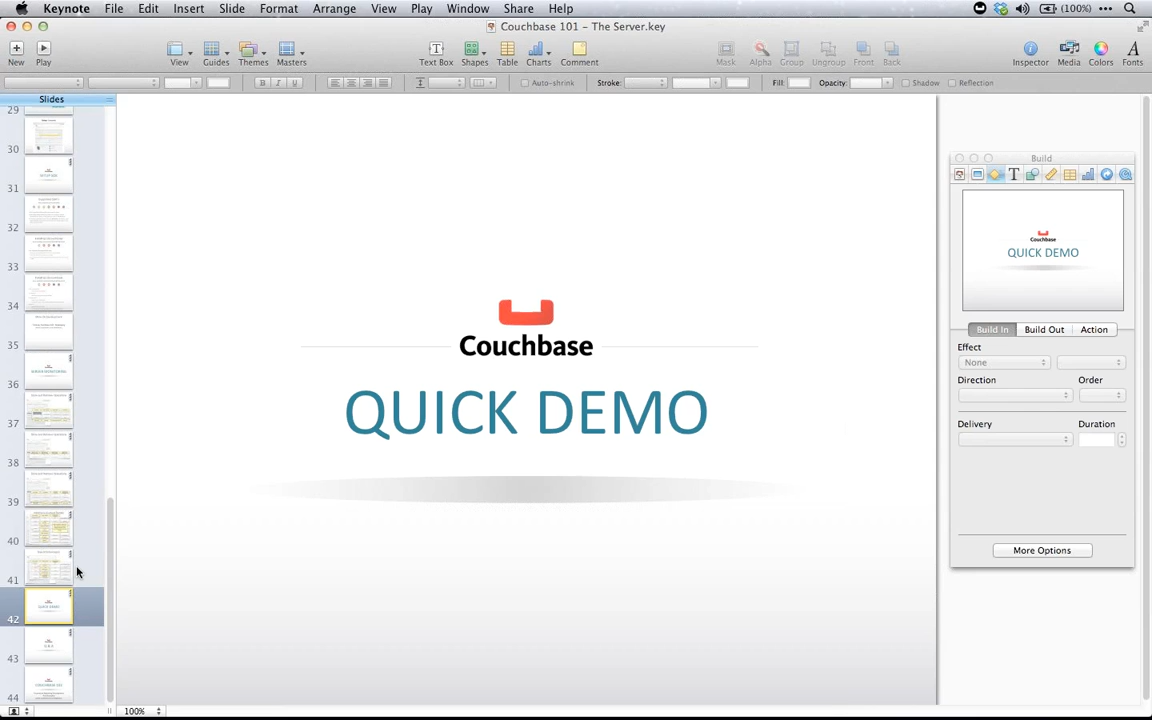 Keynote File Edit Insert Slide Format Arrange View Play Window Share Help (100%)
Couchbase 101 – The Server.key
New Play View Guides Themes Masters Text Box Shapes Table Charts Comment Mask Alpha Group Ungroup Front Back Inspector Media Colors Fonts
B I U Auto-shrink Stroke: Fill: Opacity: Shadow Reflection
Slides
29
30
31
32
33
34
35
36
37
38
39
40
41
42
43
44
Couchbase
QUICK DEMO
Build
Couchbase
QUICK DEMO
Build In Build Out Action
Effect
None
Direction Order
Delivery Duration
More Options
100%